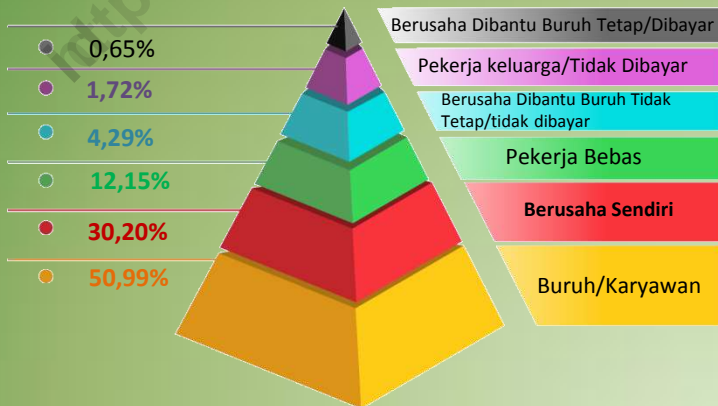 Berusaha Dibantu Buruh Tetap/Dibayar
0,65%
Pekerja keluarga/Tidak Dibayar
1,72%
Berusaha Dibantu Buruh Tidak
Tetap/tidak dibayar
4,29%
Pekerja Bebas
12,15%
Berusaha Sendiri
30,20%
Buruh/Karyawan
50,99%